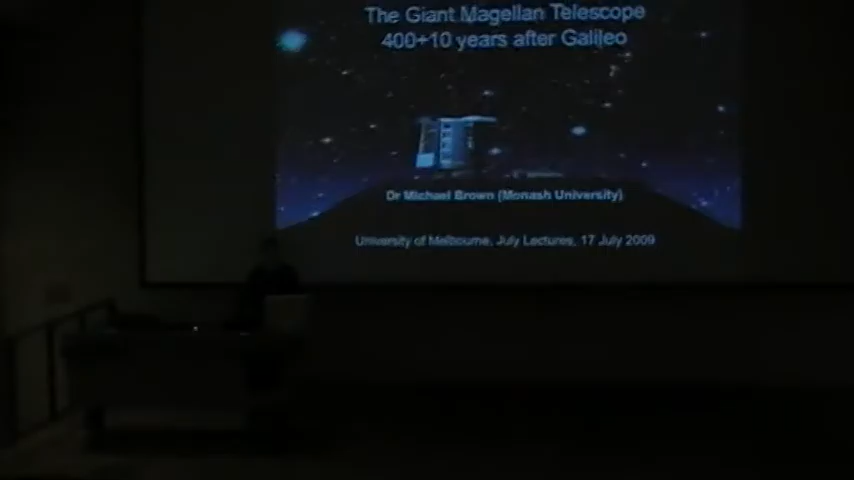 The Giant Magellan Telescope
400+10 years after Galileo
Dr Michael Brown (Monash University)
University of Melbourne, July Lectures, 17 July 2009